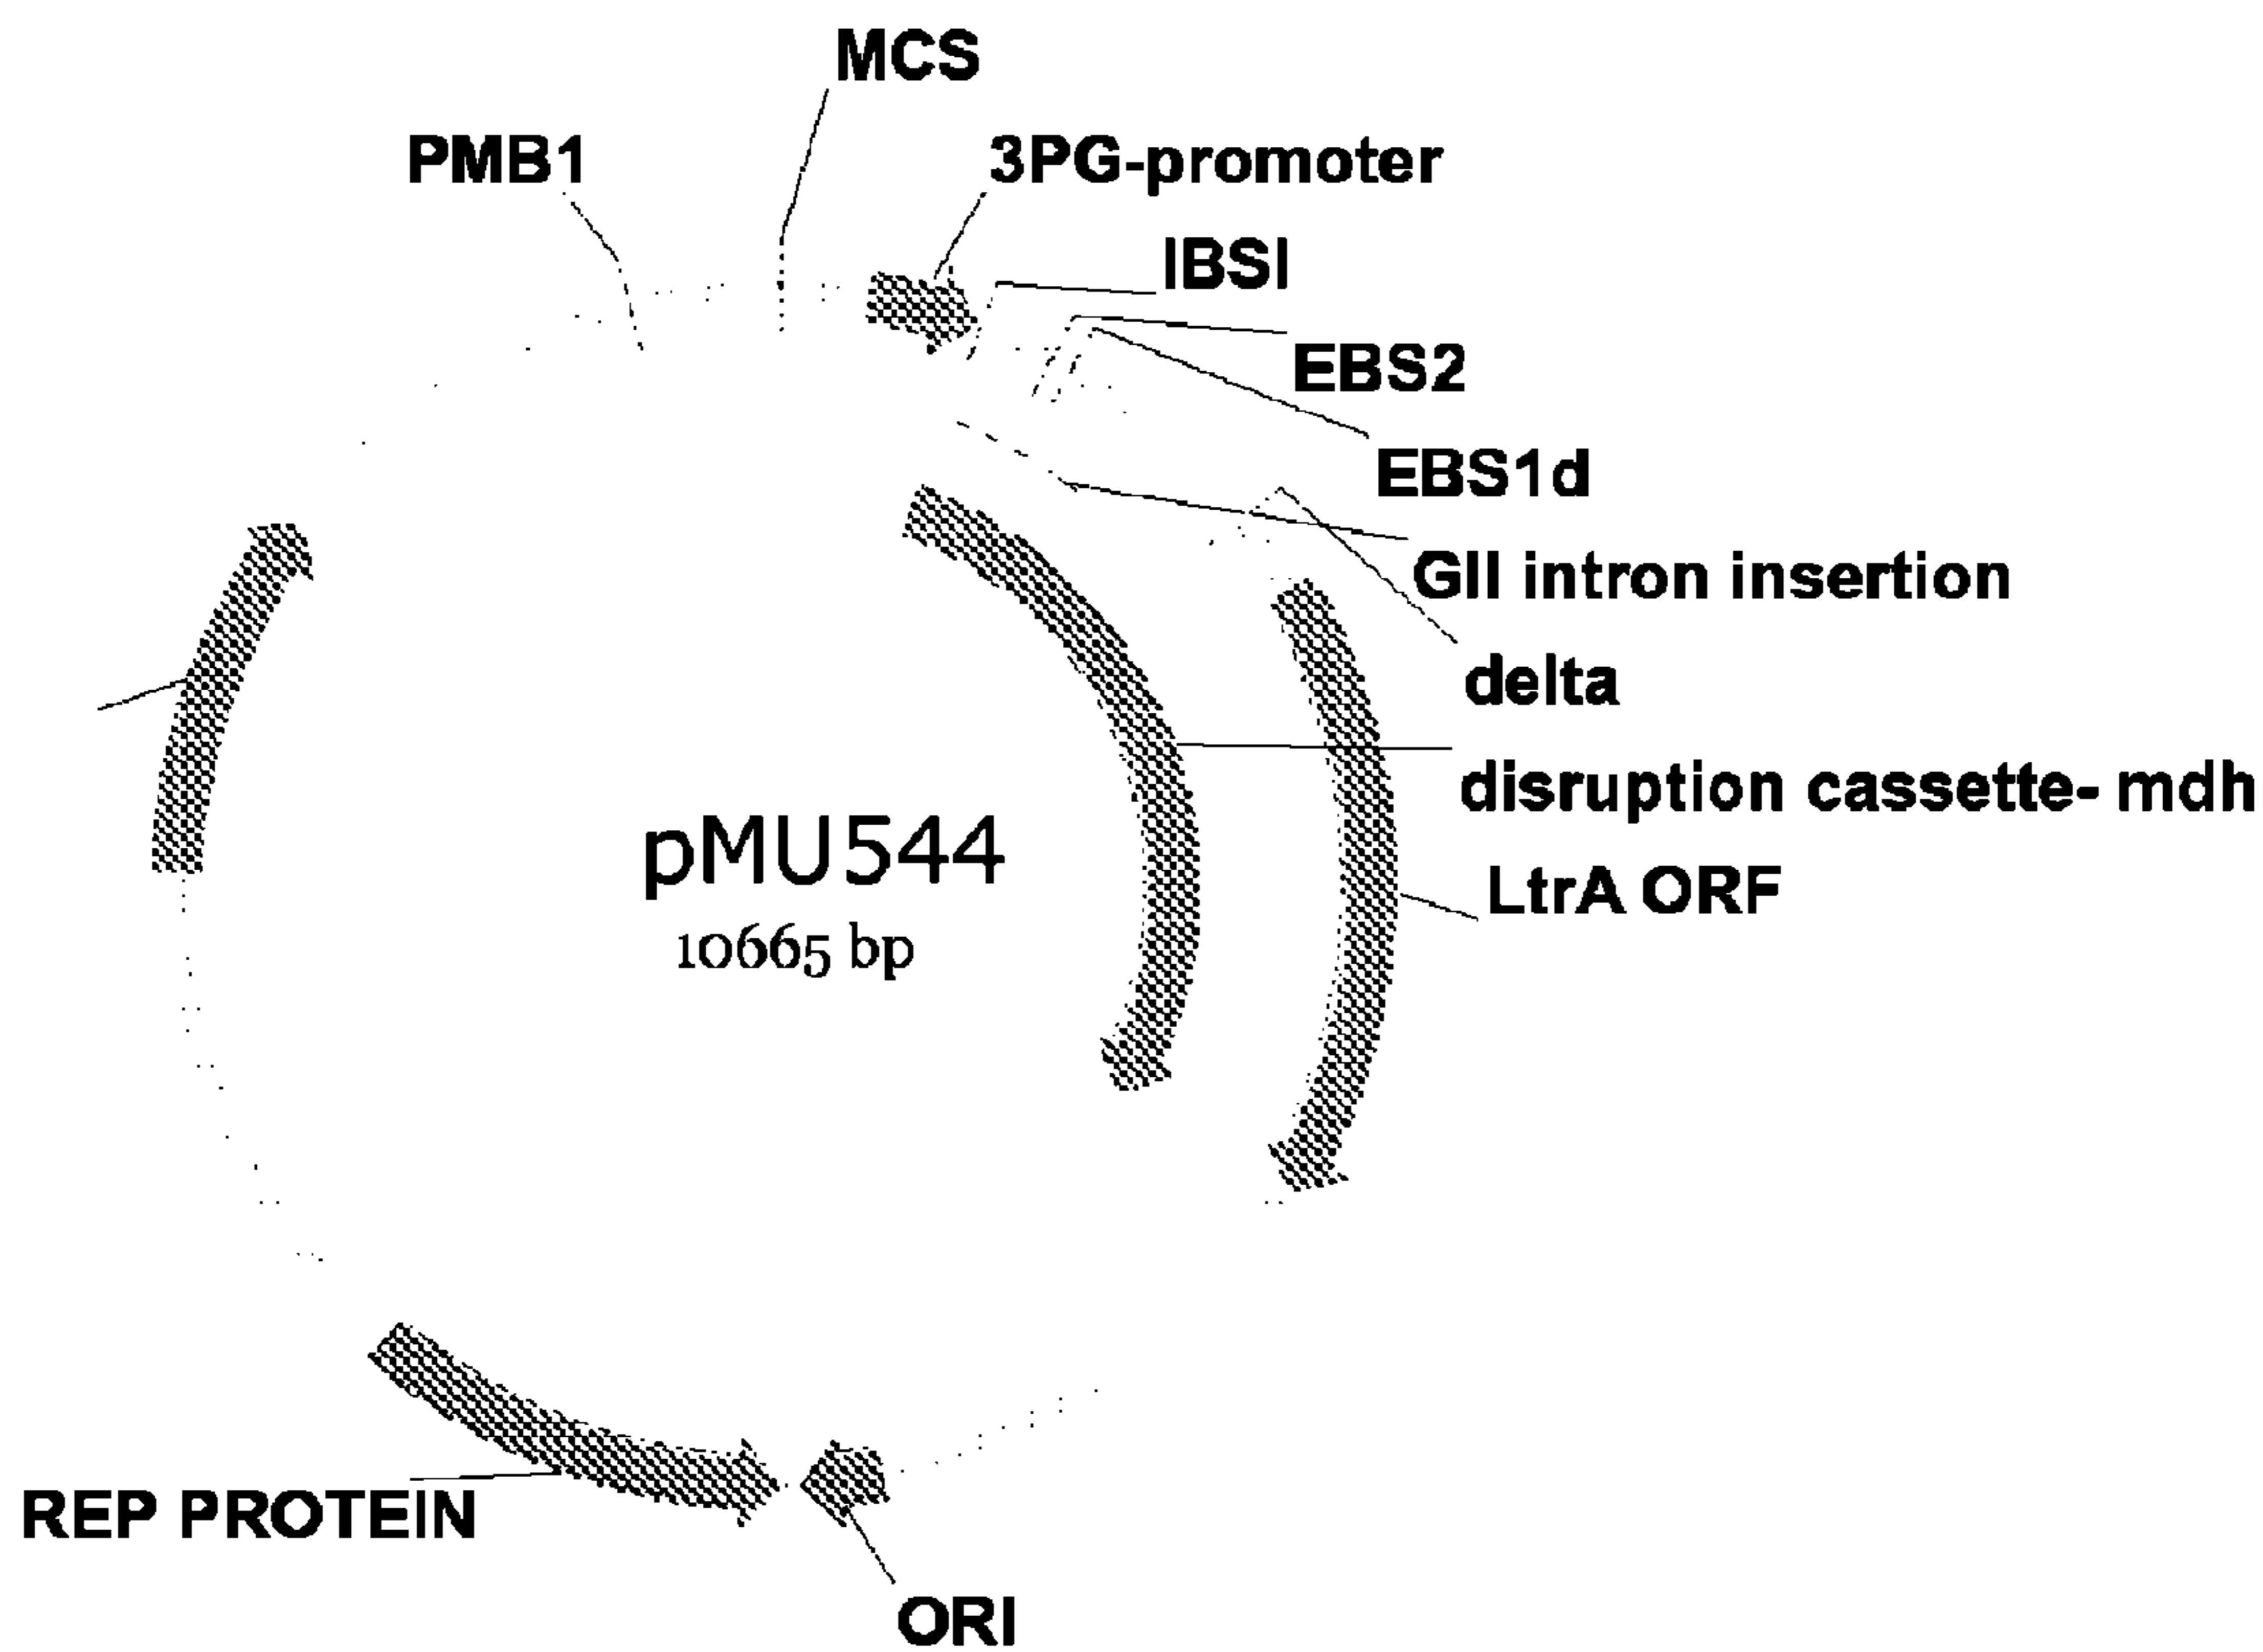 MCS
PMB1
3PG-promoter
IBSI
EBS2
EBS1d
GII intron insertion
delta
disruption cassette- mdh
LtrA ORF
pMU544
10665 bp
REP PROTEIN
ORI